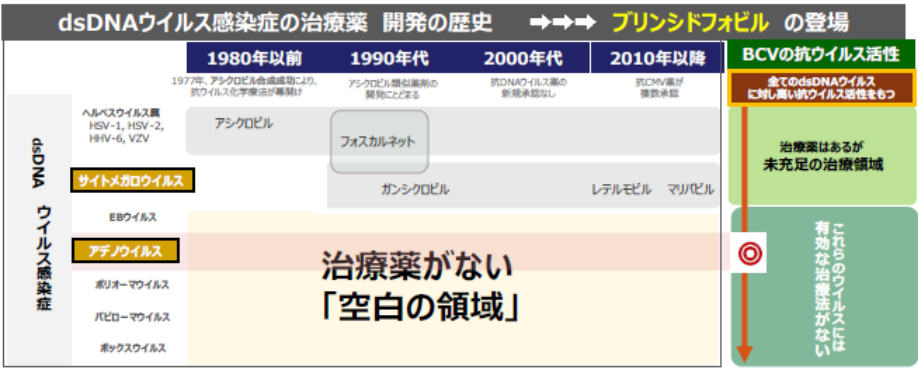 dsDNAウイルス感染症の治療薬 開発の歴史 ➡➡➡ ブリンシドフォビル の登場
1980年以前
1990年代
2000年代
2010年以降
BCVの抗ウイルス活性
1977年、アシクロビル合成成功により、
抗ウイルス化学療法が幕開け
アシクロビル類似薬剤の
開発にとどまる
抗DNAウイルス薬の
新規承認なし
抗CMV薬が
複数承認
全てのdsDNAウイルス
に対し高い抗ウイルス活性をもつ
dsDNA ウイルス感染症
ヘルペスウイルス属
HSV-1, HSV-2,
HHV-6, VZV
アシクロビル
フォスカルネット
治療薬はあるが
未充足の治療領域
サイトメガロウイルス
ガンシクロビル
レテルモビル
マリバビル
EBウイルス
アデノウイルス
治療薬がない
「空白の領域」
◎
これらのウイルスには
有効な治療法がない
ポリオーマウイルス
パピローマウイルス
ポックスウイルス